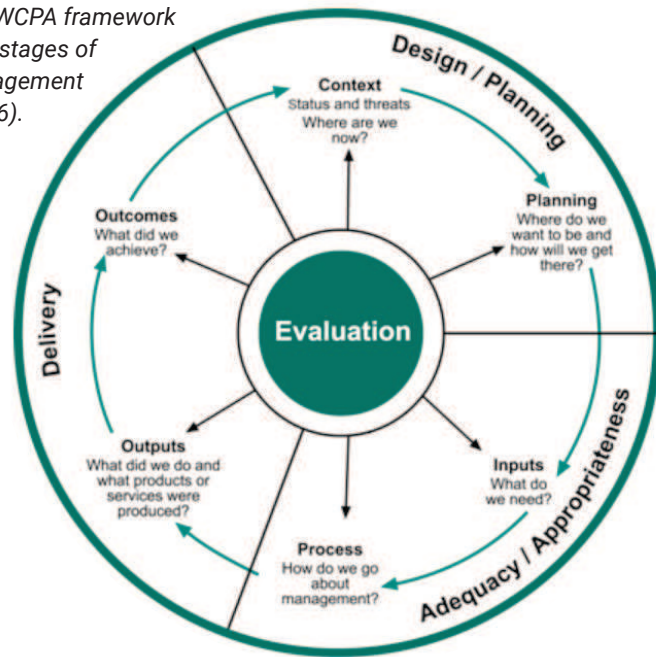 WCPA framework
stages of
agement
6).
Design / Planning
Context
Status and threats
Where are we
now?
Planning
Where do we
want to be and
how will we get
there?
Outcomes
What did we
achieve?
Delivery
Evaluation
Outputs
What did we do and
what products or
services were
produced?
Inputs
What do
we need?
Process
How do we go
about
management?
Adequacy / Appropriateness